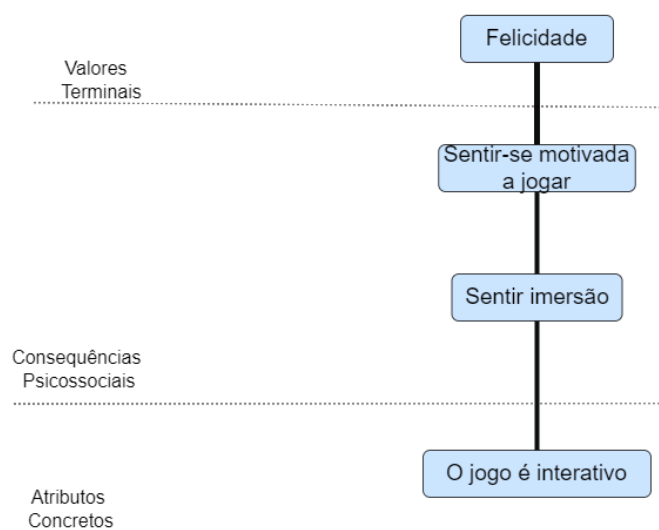 Felicidade
Valores
Terminais
Sentir-se motivada
a jogar
Sentir imersão
Consequências
Psicossociais
O jogo é interativo
Atributos
Concretos